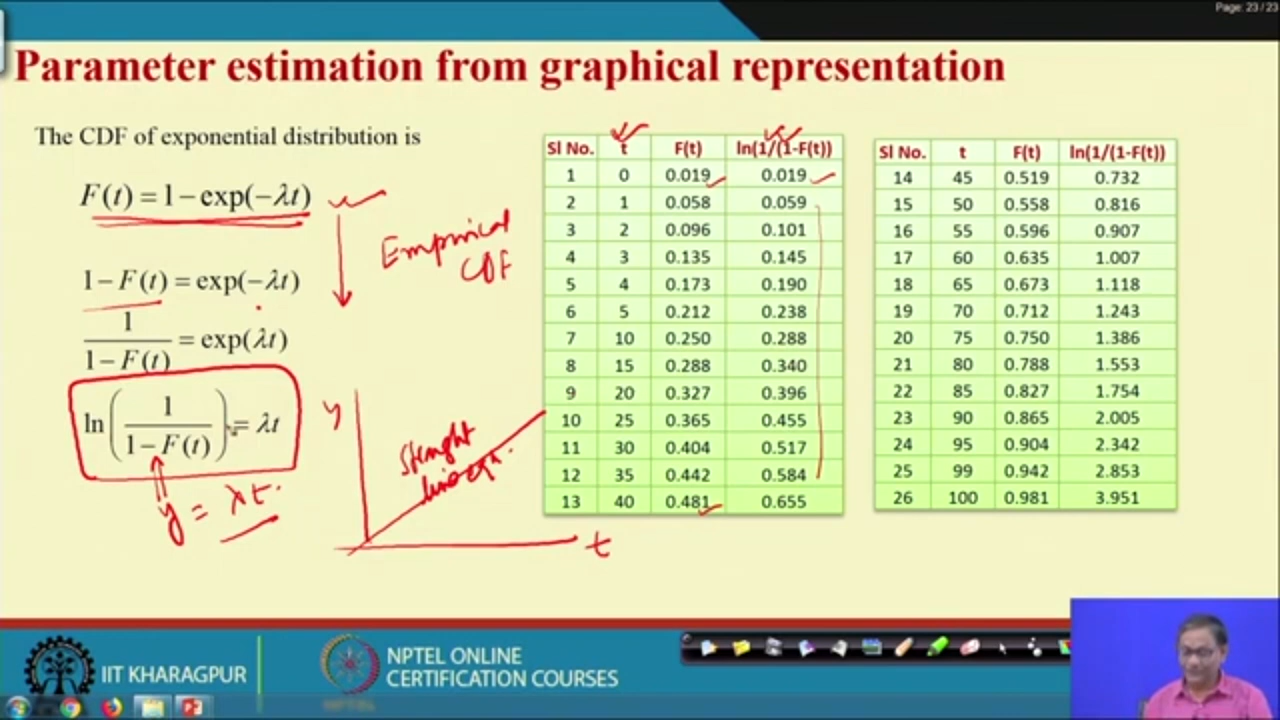 Page: 23 / 23
Parameter estimation from graphical representation
The CDF of exponential distribution is
F(t) = 1 − exp(−λt)
Empirical
CDF
1 − F(t) = exp(−λt)
1/(1 − F(t)) = exp(λt)
ln(1/(1 − F(t))) = λt
y = λt.
y
Straight
line eqn.
t
Sl No. t F(t) ln(1/(1-F(t))
1 0 0.019 0.019
2 1 0.058 0.059
3 2 0.096 0.101
4 3 0.135 0.145
5 4 0.173 0.190
6 5 0.212 0.238
7 10 0.250 0.288
8 15 0.288 0.340
9 20 0.327 0.396
10 25 0.365 0.455
11 30 0.404 0.517
12 35 0.442 0.584
13 40 0.481 0.655
Sl No. t F(t) ln(1/(1-F(t))
14 45 0.519 0.732
15 50 0.558 0.816
16 55 0.596 0.907
17 60 0.635 1.007
18 65 0.673 1.118
19 70 0.712 1.243
20 75 0.750 1.386
21 80 0.788 1.553
22 85 0.827 1.754
23 90 0.865 2.005
24 95 0.904 2.342
25 99 0.942 2.853
26 100 0.981 3.951
IIT KHARAGPUR
NPTEL ONLINE
CERTIFICATION COURSES